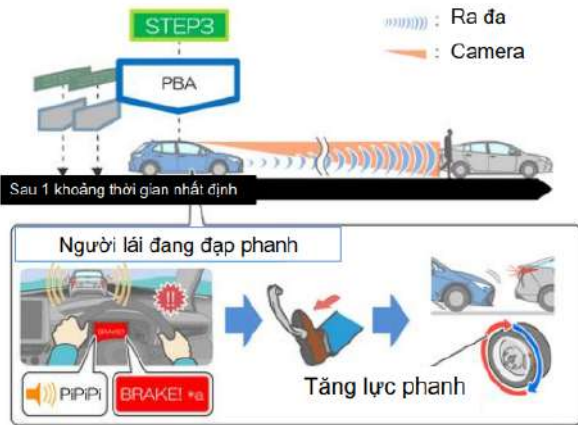 STEP3
: Ra đa
: Camera
PBA
Sau 1 khoảng thời gian nhất định
Người lái đang đạp phanh
!!
BRAKE!
PiPiPi
BRAKE! *a
Tăng lực phanh